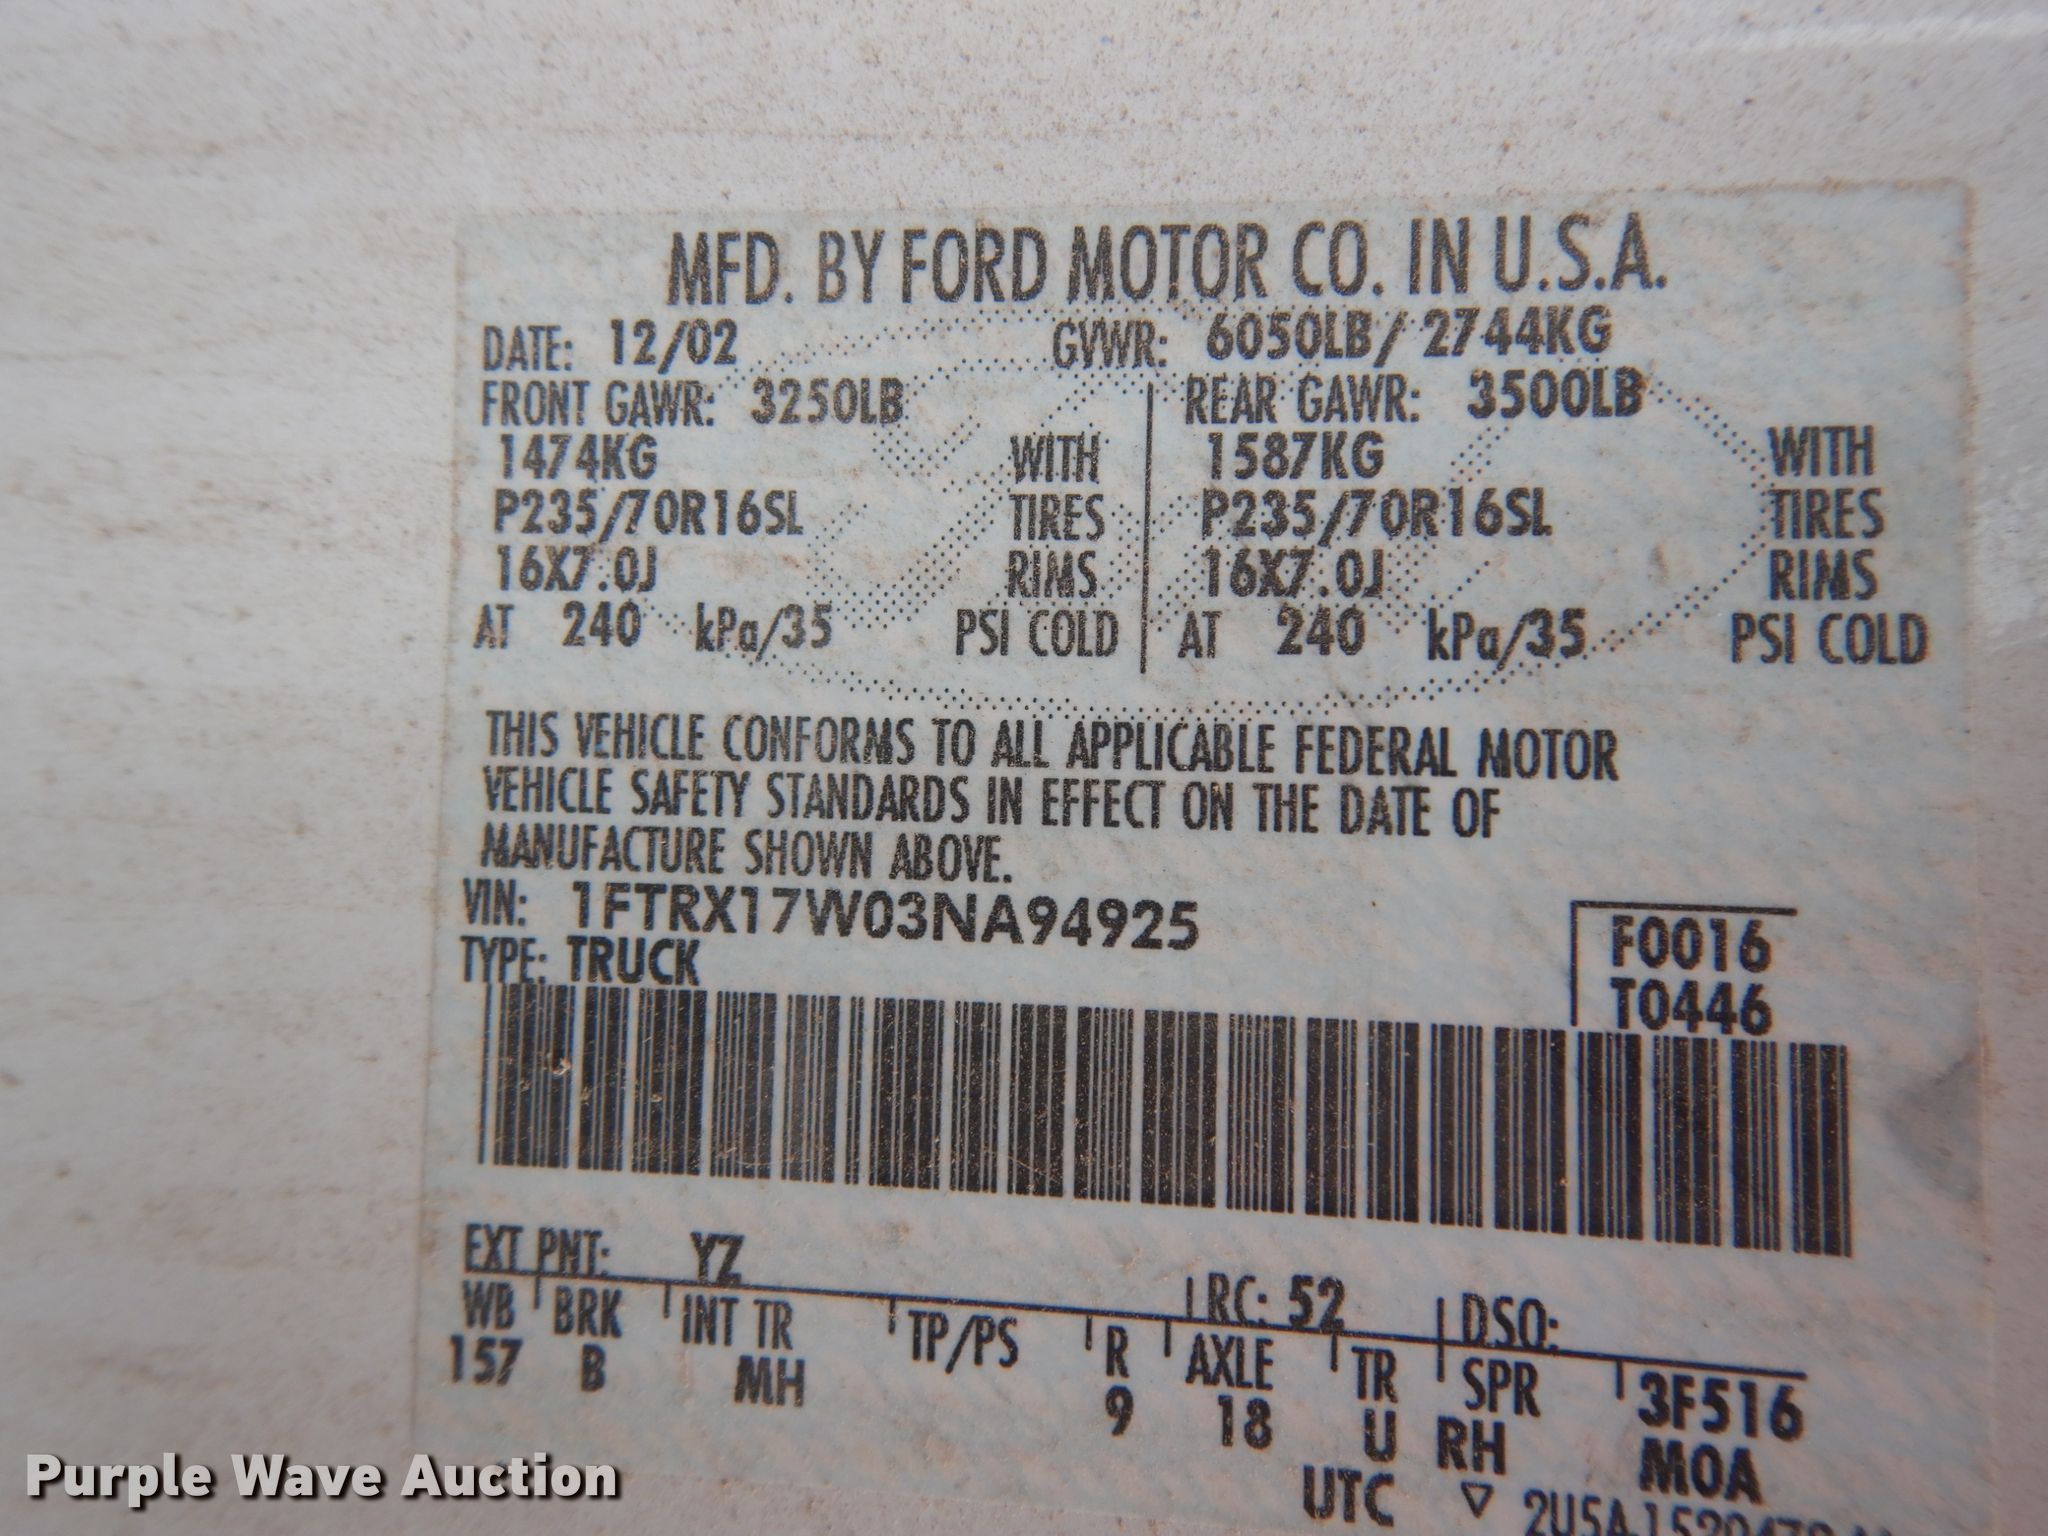 MFD. BY FORD MOTOR CO. IN U.S.A.
DATE: 12/02 GVWR: 6050LB/ 2744KG
FRONT GAWR: 3250LB REAR GAWR: 3500LB
1474KG WITH 1587KG WITH
P235/70R16SL TIRES P235/70R16SL TIRES
16X7.0J RIMS 16X7.0J RIMS
AT 240 kPa/35 PSI COLD AT 240 kPa/35 PSI COLD
THIS VEHICLE CONFORMS TO ALL APPLICABLE FEDERAL MOTOR
VEHICLE SAFETY STANDARDS IN EFFECT ON THE DATE OF
MANUFACTURE SHOWN ABOVE.
VIN: 1FTRX17W03NA94925
F0016
TYPE: TRUCK
T0446
EXT PNT: YZ RC: 52 DSO:
WB BRK INT TR TP/PS R AXLE TR SPR 3F516
157 B MH 9 18 U RH MOA
UTC ▽
Purple Wave Auction